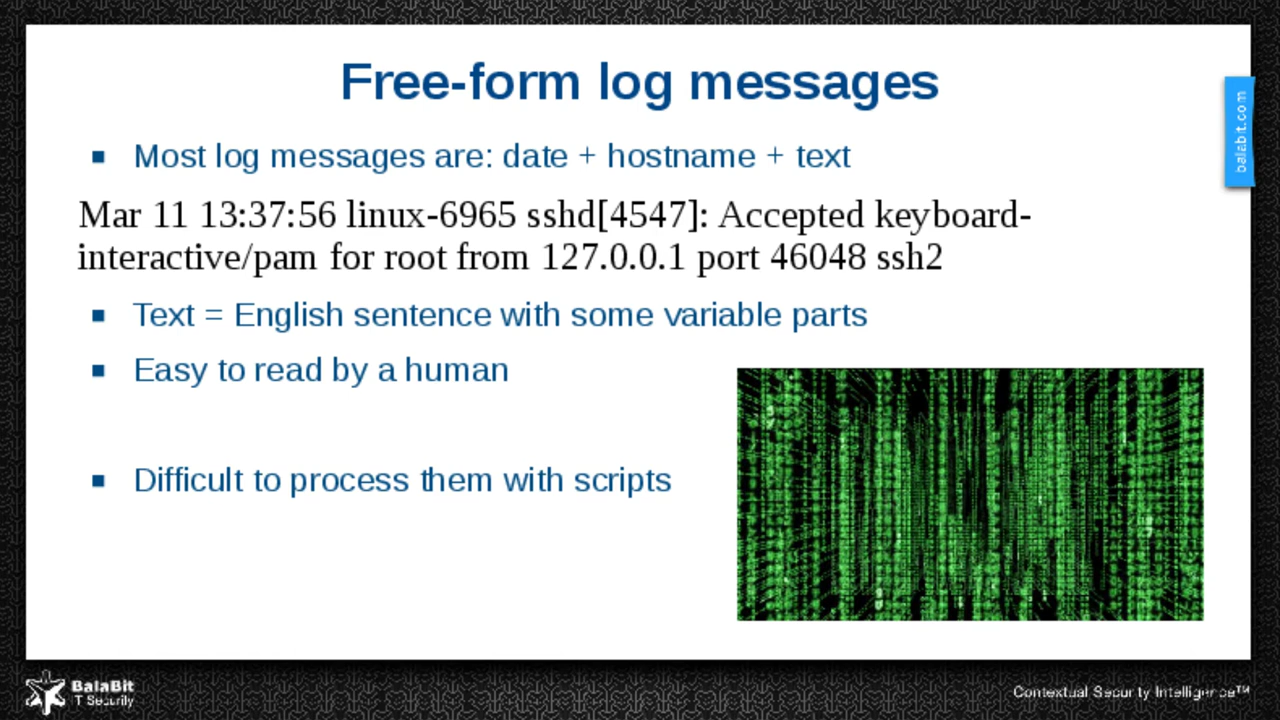 Free-form log messages
balabit.com
Most log messages are: date + hostname + text
Mar 11 13:37:56 linux-6965 sshd[4547]: Accepted keyboard-
interactive/pam for root from 127.0.0.1 port 46048 ssh2
Text = English sentence with some variable parts
Easy to read by a human
Difficult to process them with scripts
BalaBit
IT Security
Contextual Security Intelligence™